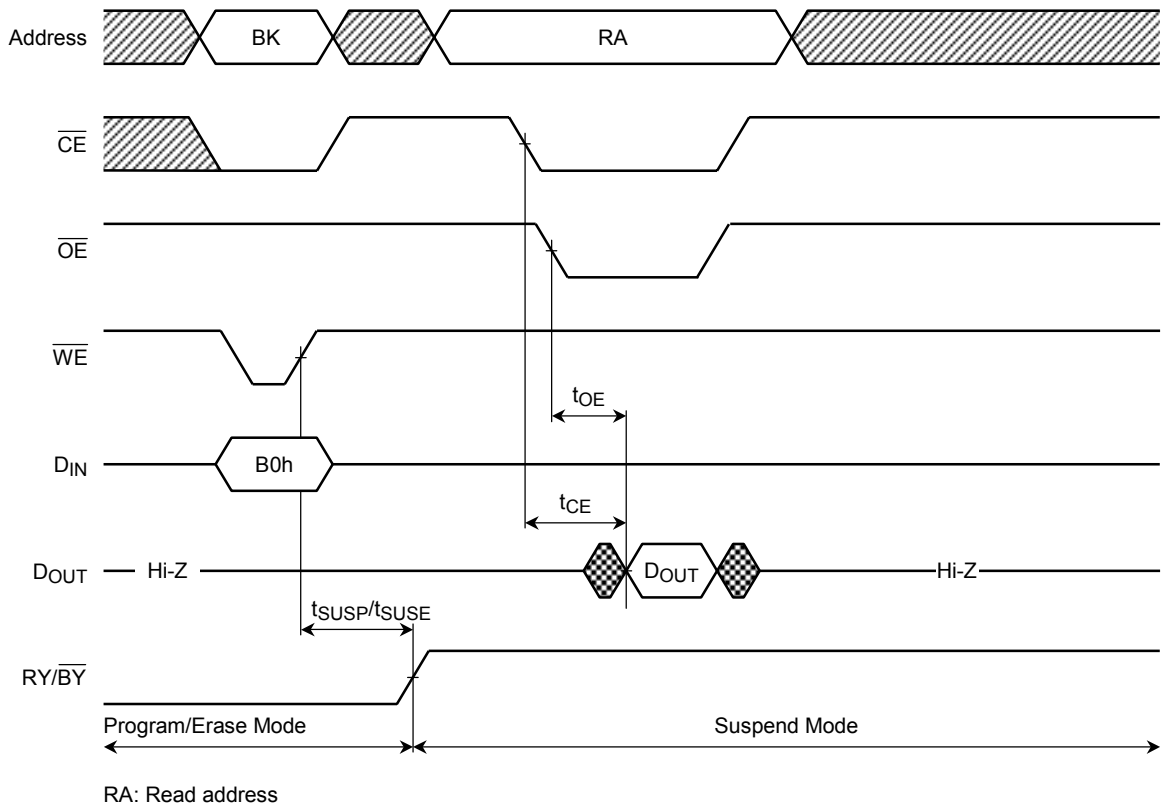 Address BK RA
CE
OE
WE
tOE
DIN B0h
tCE
DOUT Hi-Z DOUT Hi-Z
tSUSP/tSUSE
RY/BY
Program/Erase Mode Suspend Mode
RA: Read address